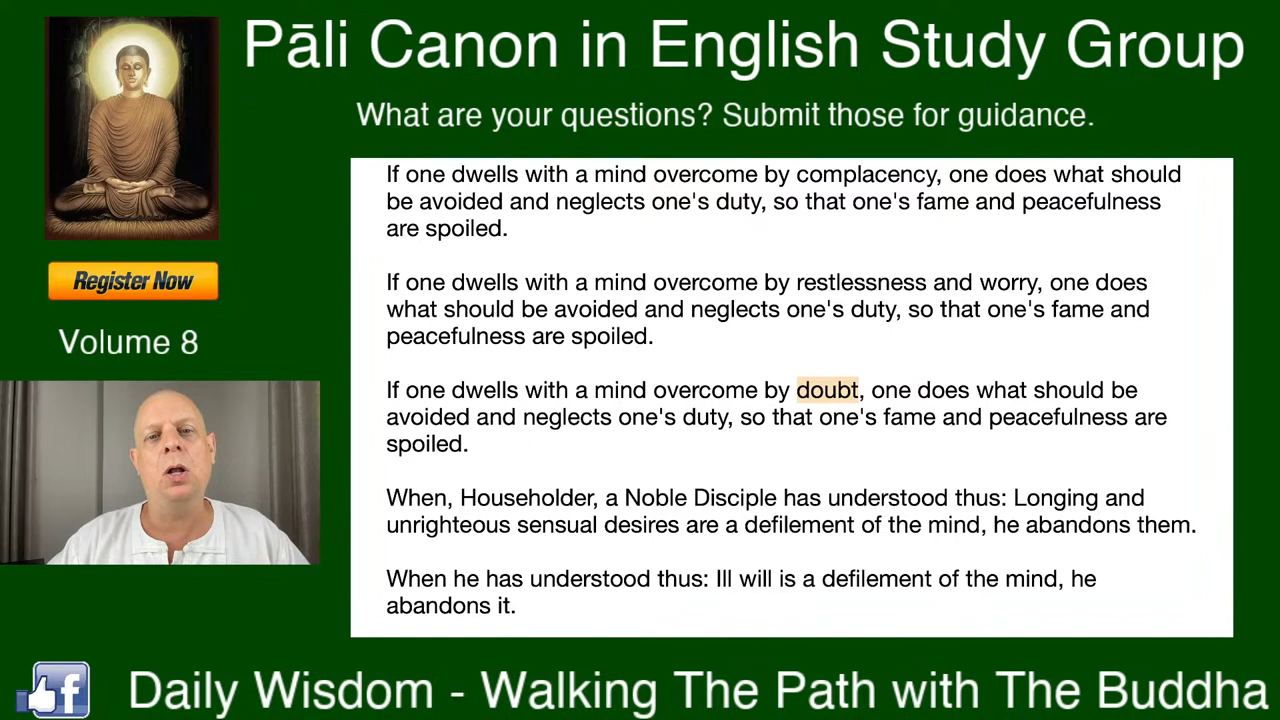 Pāli Canon in English Study Group
What are your questions? Submit those for guidance.
Register Now
Volume 8
If one dwells with a mind overcome by complacency, one does what should
be avoided and neglects one's duty, so that one's fame and peacefulness
are spoiled.
If one dwells with a mind overcome by restlessness and worry, one does
what should be avoided and neglects one's duty, so that one's fame and
peacefulness are spoiled.
If one dwells with a mind overcome by doubt, one does what should be
avoided and neglects one's duty, so that one's fame and peacefulness are
spoiled.
When, Householder, a Noble Disciple has understood thus: Longing and
unrighteous sensual desires are a defilement of the mind, he abandons them.
When he has understood thus: Ill will is a defilement of the mind, he
abandons it.
f
Daily Wisdom - Walking The Path with The Buddha